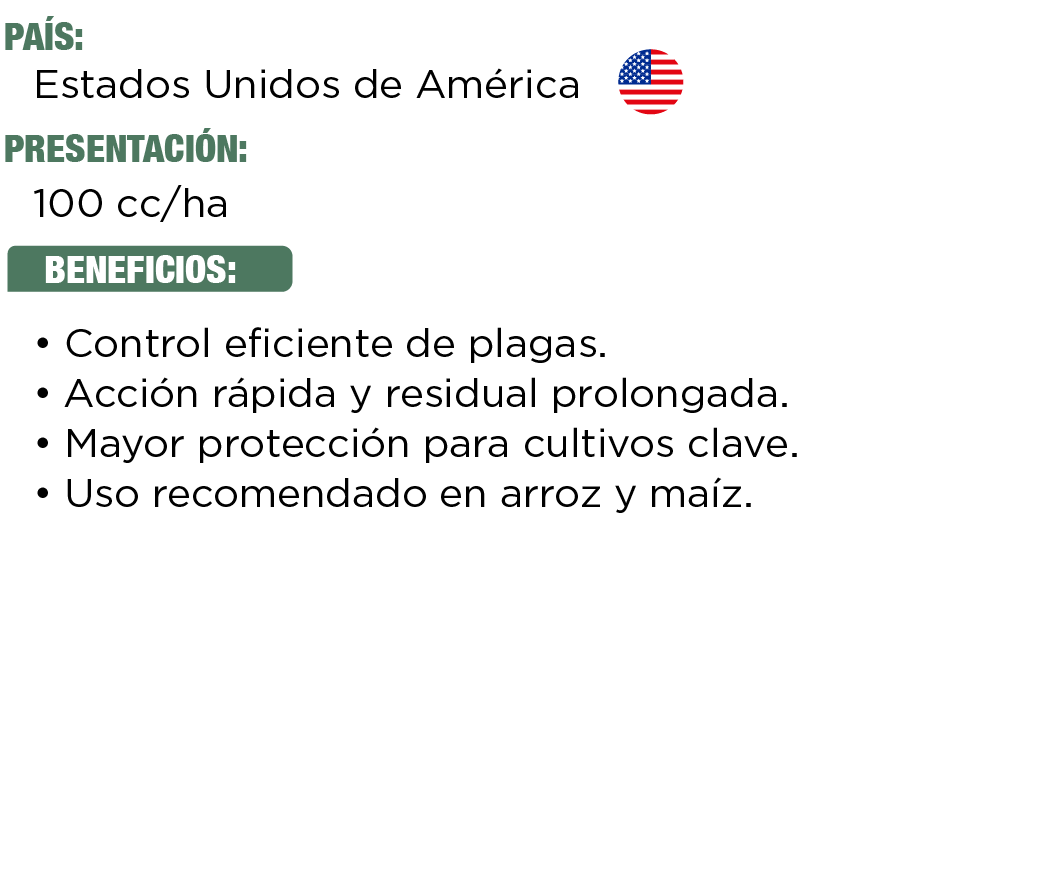 PAÍS:
Estados Unidos de América
PRESENTACIÓN:
100 cc/ha
BENEFICIOS:
• Control eficiente de plagas.
• Acción rápida y residual prolongada.
• Mayor protección para cultivos clave.
• Uso recomendado en arroz y maíz.